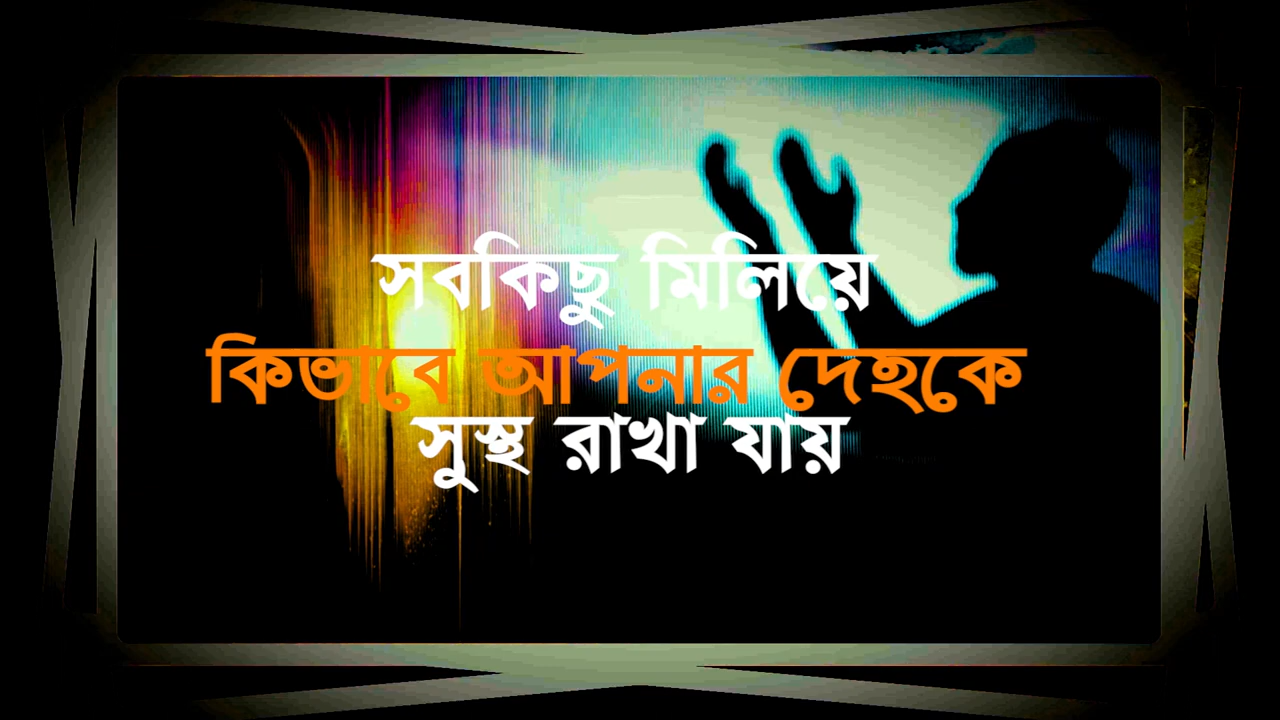 সবকিছু মিলিয়ে
কিভাবে আপনার দেহকে
সুস্থ রাখা যায়